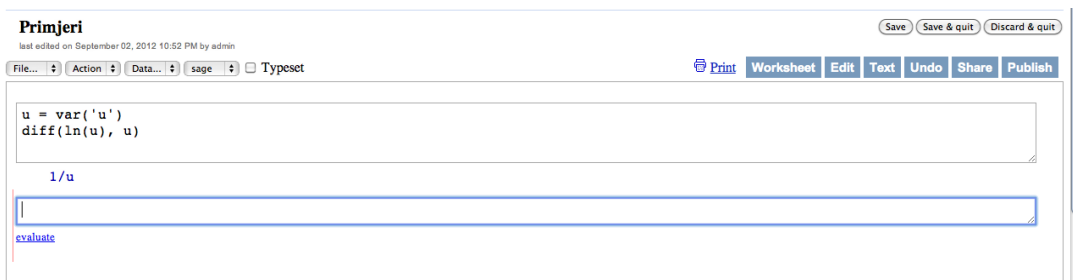 Primjeri
Save Save & quit Discard & quit
last edited on September 02, 2012 10:52 PM by admin
File... Action Data... sage Typeset Print Worksheet Edit Text Undo Share Publish
u = var('u')
diff(ln(u), u)
1/u
evaluate